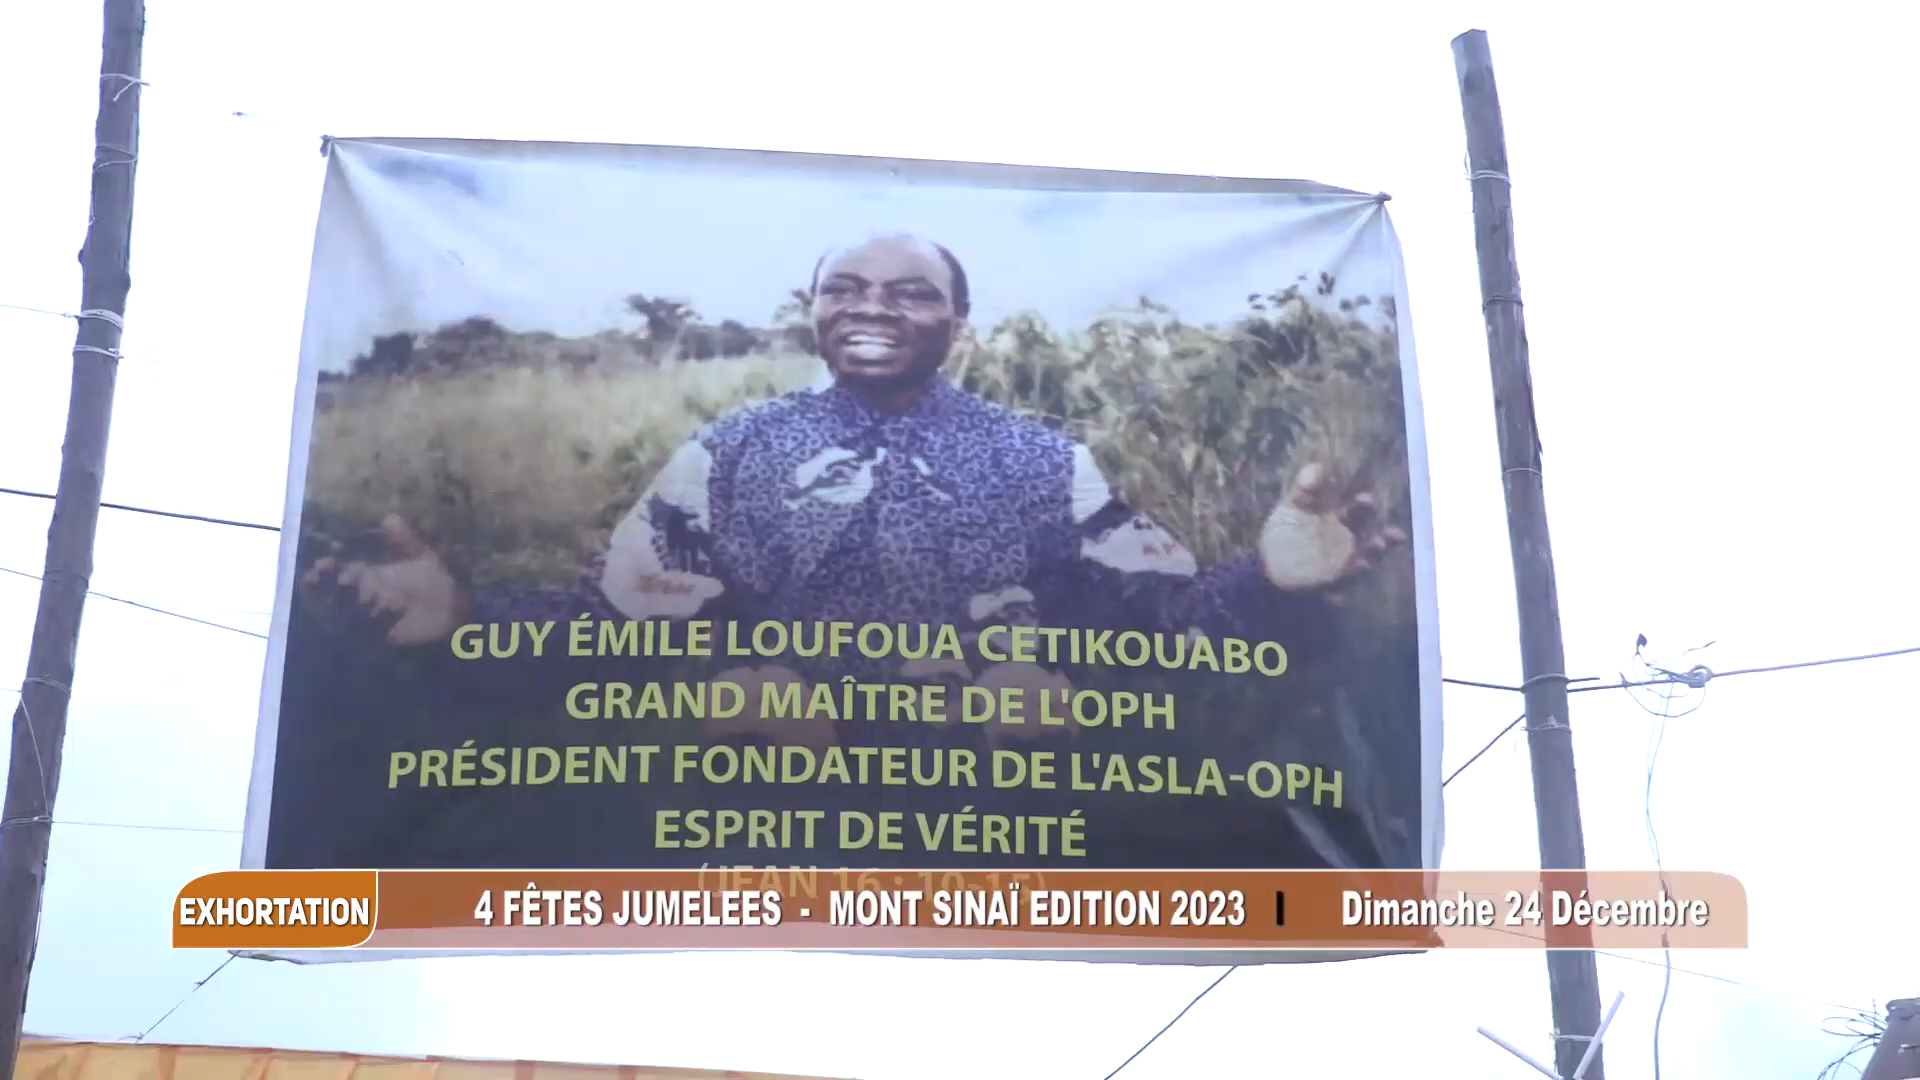 GUY ÉMILE LOUFOUA CETIKOUABO
GRAND MAÎTRE DE L'OPH
PRÉSIDENT FONDATEUR DE L'ASLA-OPH
ESPRIT DE VÉRITÉ
(JEAN 16 : 10-15)
EXHORTATION
4 FÊTES JUMELEES - MONT SINAÏ EDITION 2023 | Dimanche 24 Décembre